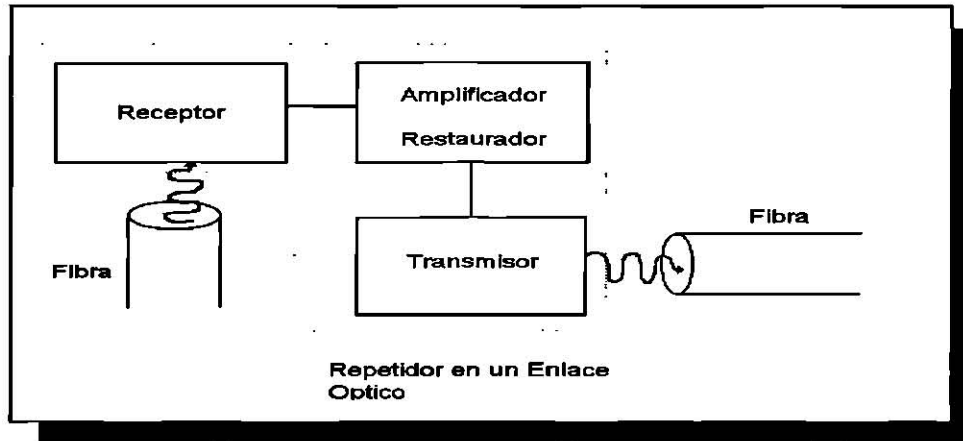 Receptor
Amplificador
Restaurador
Fibra
Transmisor
Fibra
Repetidor en un Enlace
Optico